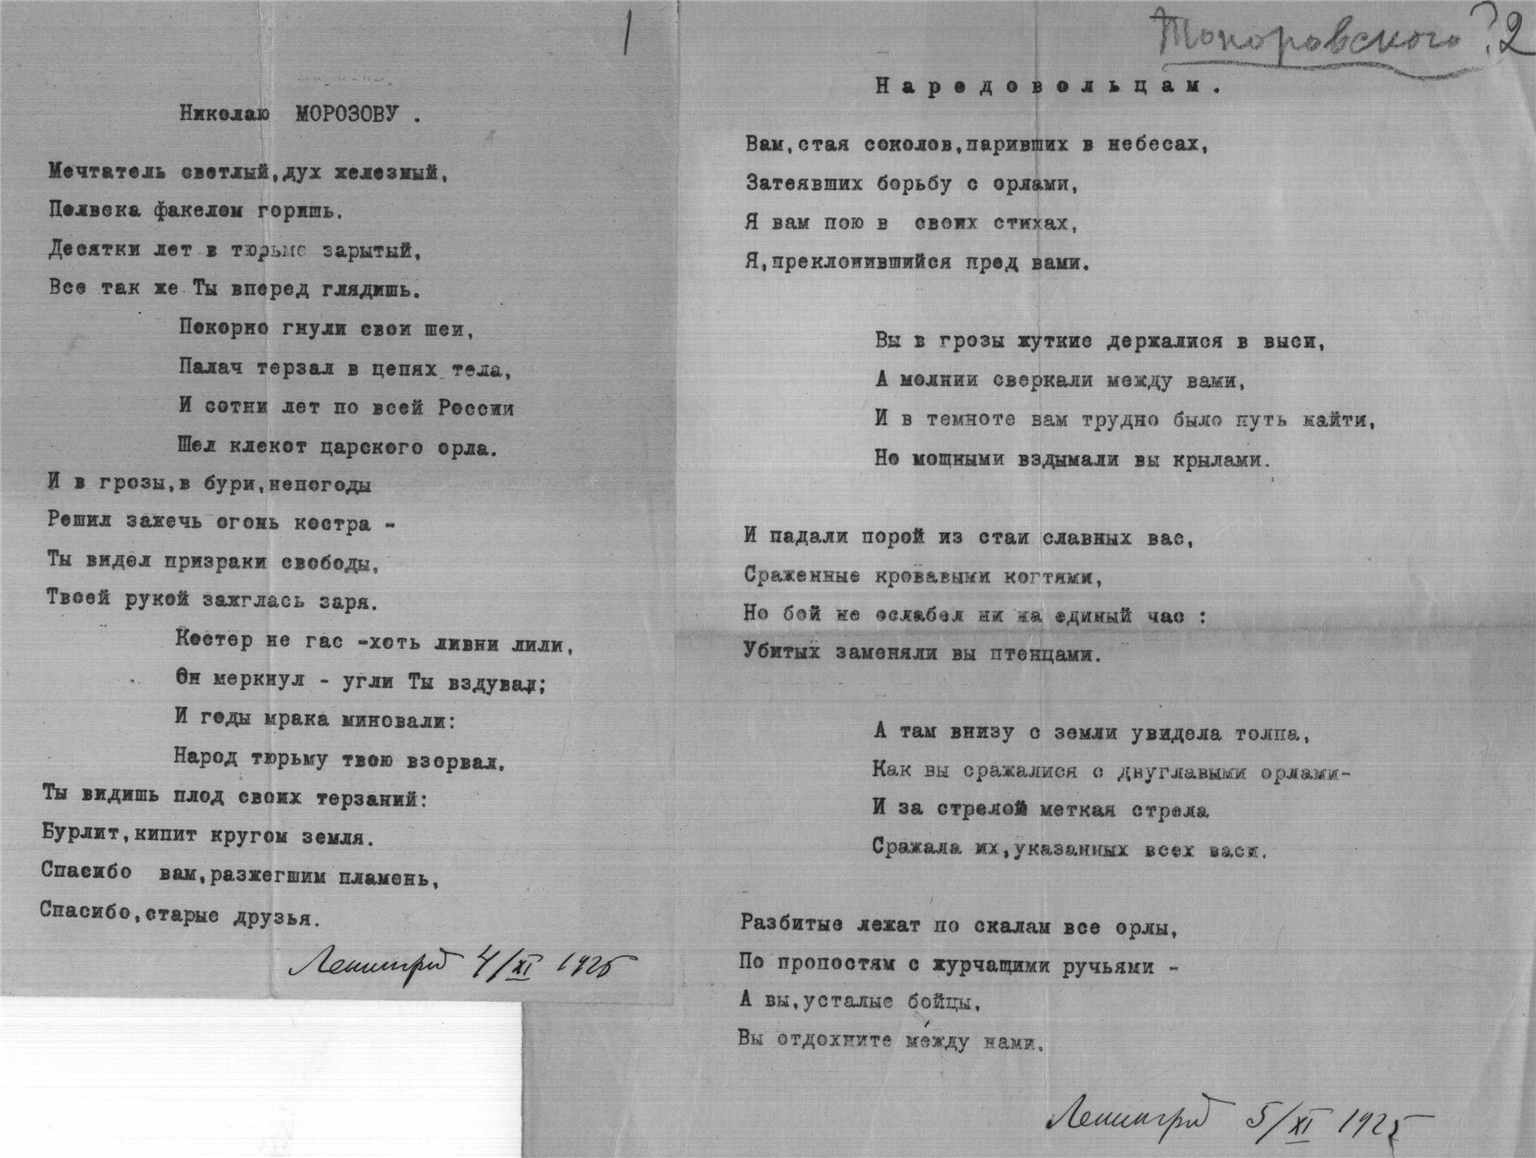 1
Николаю МОРОЗОВУ .
Мечтатель светлый,дух железный,
Полвека факелом горишь.
Десятки лет в тюрьме зарытый,
Все так же Ты вперед глядишь.
Покорно гнули свои шеи,
Палач терзал в цепях тела,
И сотни лет по всей России
Шел клекот царского орла.
И в грозы,в бури,непогоды
Решил зажечь огонь костра -
Ты видел призраки свободы,
Твоей рукой зажглась заря.
Костер не гас -хоть ливни лили,
Он меркнул - угли Ты вздувал;
И годы мрака миновали:
Народ тюрьму твою взорвал.
Ты видишь плод своих терзаний:
Бурлит,кипит кругом земля.
Спасибо вам,разжегшим пламень,
Спасибо,старые друзья.
Ленинград 4/XI 1925
Топоровского ? 2
Народовольцам.
Вам,стая соколов,паривших в небесах,
Затеявших борьбу с орлами,
Я вам пою в своих стихах,
Я,преклонившийся пред вами.
Вы в грозы жуткие держалися в выси,
А молнии сверкали между вами,
И в темноте вам трудно было путь найти,
Но мощными вздымали вы крылами.
И падали порой из стаи славных вас,
Сраженные кровавыми когтями,
Но бой не ослабел ни на единый час :
Убитых заменяли вы птенцами.
А там внизу с земли увидела толпа,
Как вы сражалися с двуглавыми орлами-
И за стрелой меткая стрела
Сражала их,указанных всех васи.
Разбитые лежат по скалам все орлы,
По пропостям с журчащими ручьями -
А вы,усталые бойцы,
Вы отдохните ме́жду нами.
Ленинград 5/XI 1925